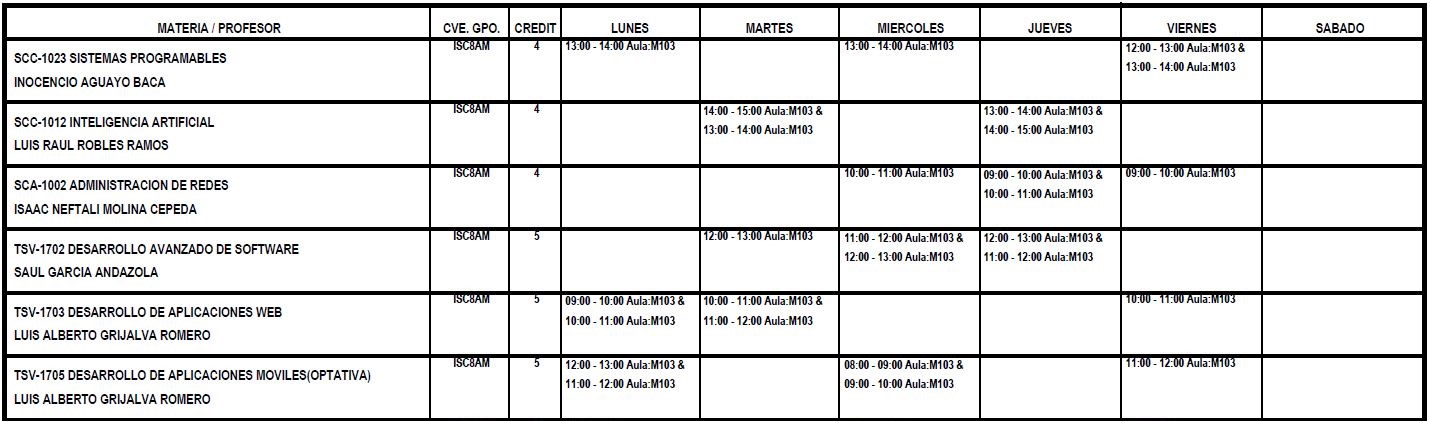 MATERIA / PROFESOR CVE. GPO. CREDIT LUNES MARTES MIERCOLES JUEVES VIERNES SABADO
ISC8AM 4 13:00 - 14:00 Aula:M103 13:00 - 14:00 Aula:M103 12:00 - 13:00 Aula:M103 &
SCC-1023 SISTEMAS PROGRAMABLES 13:00 - 14:00 Aula:M103
INOCENCIO AGUAYO BACA
ISC8AM 4 14:00 - 15:00 Aula:M103 & 13:00 - 14:00 Aula:M103 &
SCC-1012 INTELIGENCIA ARTIFICIAL 13:00 - 14:00 Aula:M103 14:00 - 15:00 Aula:M103
LUIS RAUL ROBLES RAMOS
ISC8AM 4 10:00 - 11:00 Aula:M103 09:00 - 10:00 Aula:M103 & 09:00 - 10:00 Aula:M103
SCA-1002 ADMINISTRACION DE REDES 10:00 - 11:00 Aula:M103
ISAAC NEFTALI MOLINA CEPEDA
ISC8AM 5 12:00 - 13:00 Aula:M103 11:00 - 12:00 Aula:M103 & 12:00 - 13:00 Aula:M103 &
TSV-1702 DESARROLLO AVANZADO DE SOFTWARE 12:00 - 13:00 Aula:M103 11:00 - 12:00 Aula:M103
SAUL GARCIA ANDAZOLA
ISC8AM 5 09:00 - 10:00 Aula:M103 & 10:00 - 11:00 Aula:M103 & 10:00 - 11:00 Aula:M103
TSV-1703 DESARROLLO DE APLICACIONES WEB 10:00 - 11:00 Aula:M103 11:00 - 12:00 Aula:M103
LUIS ALBERTO GRIJALVA ROMERO
ISC8AM 5 12:00 - 13:00 Aula:M103 & 08:00 - 09:00 Aula:M103 & 11:00 - 12:00 Aula:M103
TSV-1705 DESARROLLO DE APLICACIONES MOVILES(OPTATIVA) 11:00 - 12:00 Aula:M103 09:00 - 10:00 Aula:M103
LUIS ALBERTO GRIJALVA ROMERO